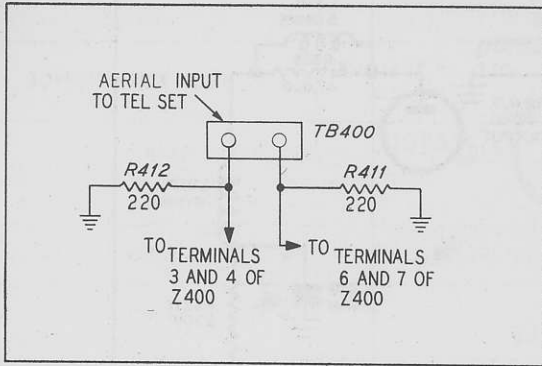 AERIAL INPUT
TO TEL SET
TB400
R412
220
R411
220
TO TERMINALS
3 AND 4 OF
Z400
TO TERMINALS
6 AND 7 OF
Z400